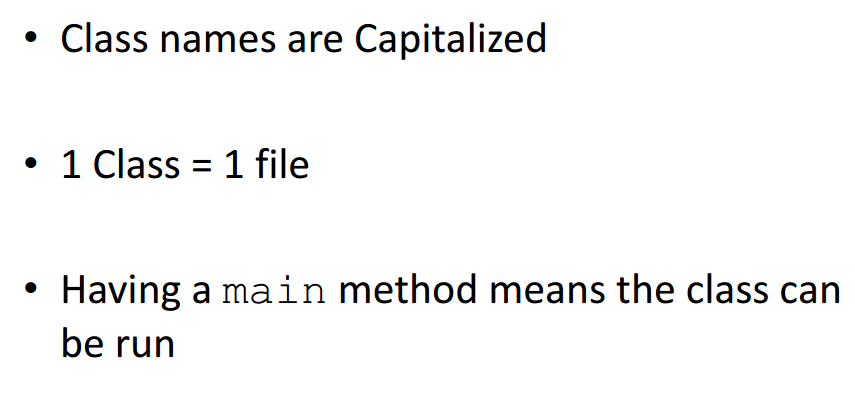 • Class names are Capitalized
• 1 Class = 1 file
• Having a main method means the class can
be run